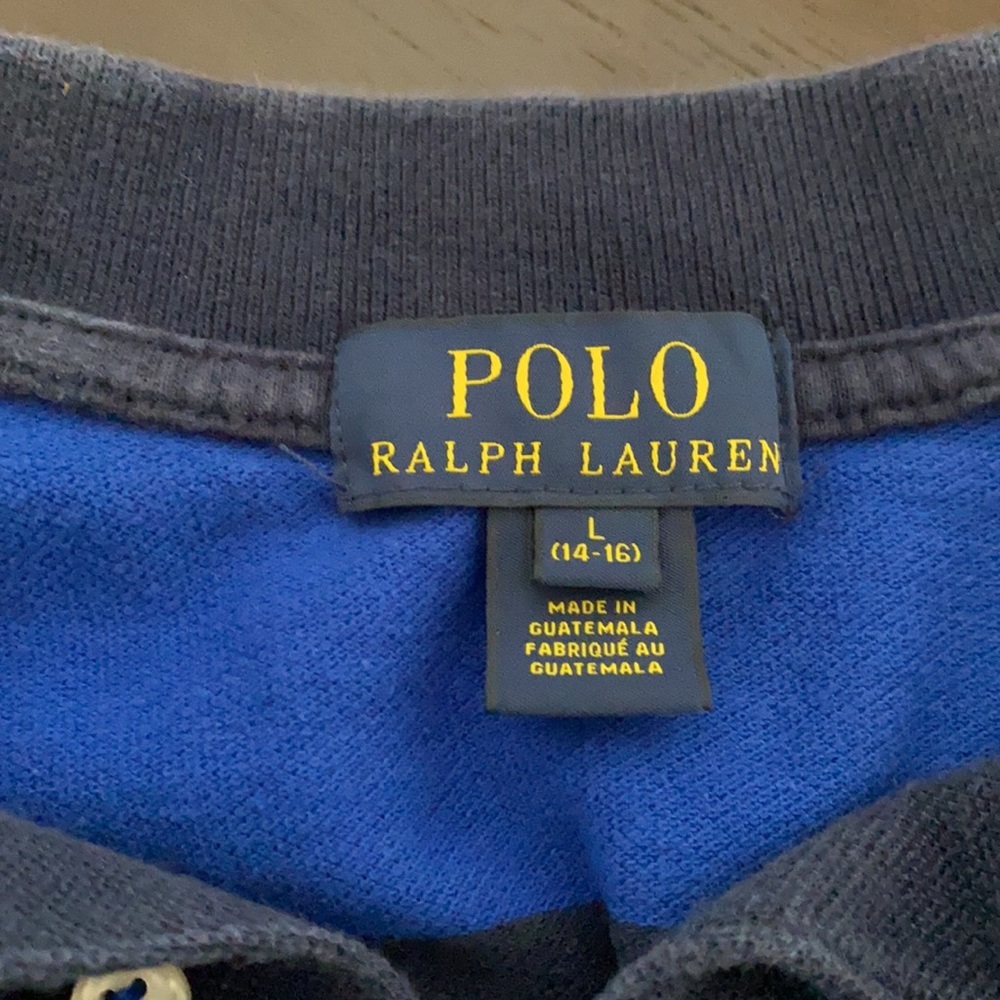 POLO
RALPH LAUREN
L
(14-16)
MADE IN
GUATEMALA
FABRIQUÉ AU
GUATEMALA